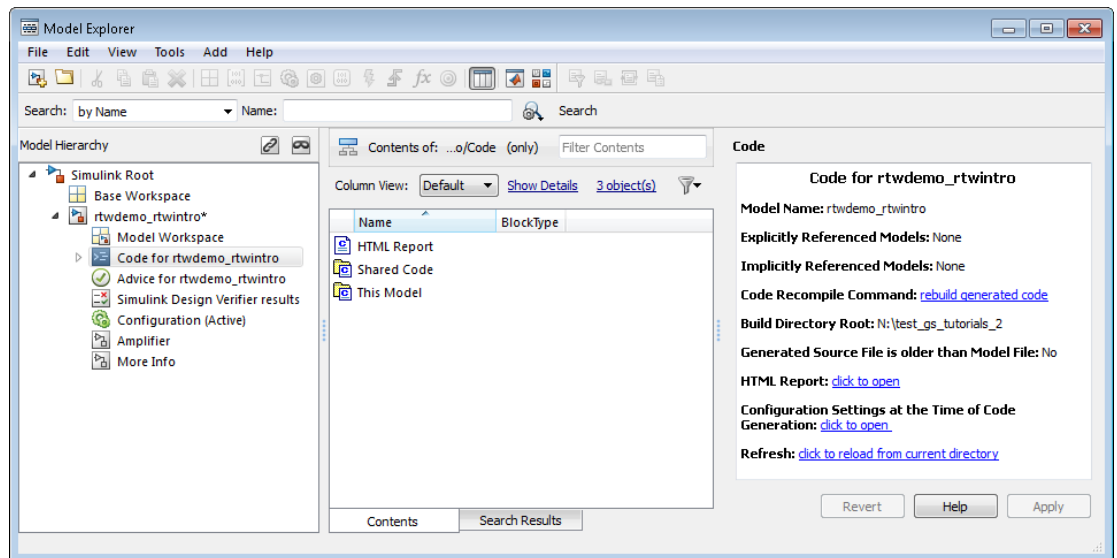 Model Explorer
File Edit View Tools Add Help
fx
Search: by Name Name: Search
Model Hierarchy
Simulink Root
Base Workspace
rtwdemo_rtwintro*
Model Workspace
Code for rtwdemo_rtwintro
Advice for rtwdemo_rtwintro
Simulink Design Verifier results
Configuration (Active)
Amplifier
More Info
Contents of: ...o/Code (only) Filter Contents
Column View: Default Show Details 3 object(s)
Name BlockType
HTML Report
Shared Code
This Model
Contents Search Results
Code
Code for rtwdemo_rtwintro
Model Name: rtwdemo_rtwintro
Explicitly Referenced Models: None
Implicitly Referenced Models: None
Code Recompile Command: rebuild generated code
Build Directory Root: N:\test_gs_tutorials_2
Generated Source File is older than Model File: No
HTML Report: click to open
Configuration Settings at the Time of Code
Generation: click to open
Refresh: click to reload from current directory
Revert Help Apply